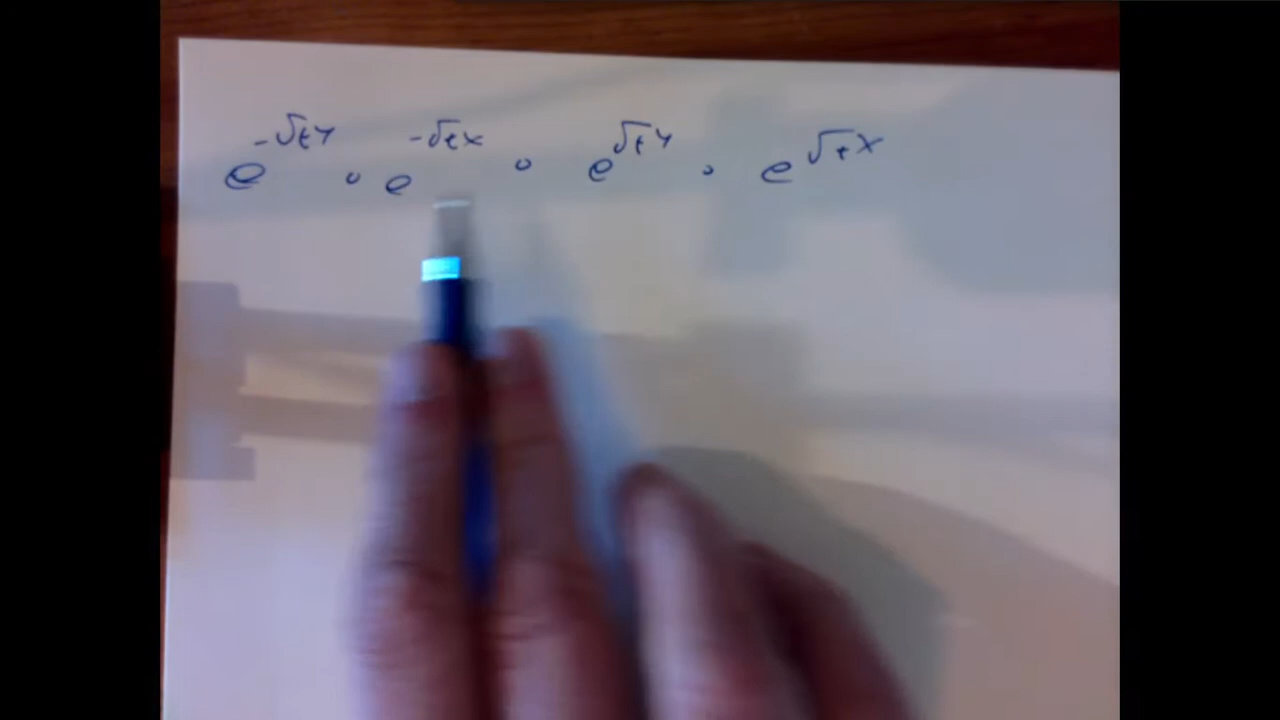 e^{-√t Y} ∘ e^{-√t X} ∘ e^{√t Y} ∘ e^{√t X}